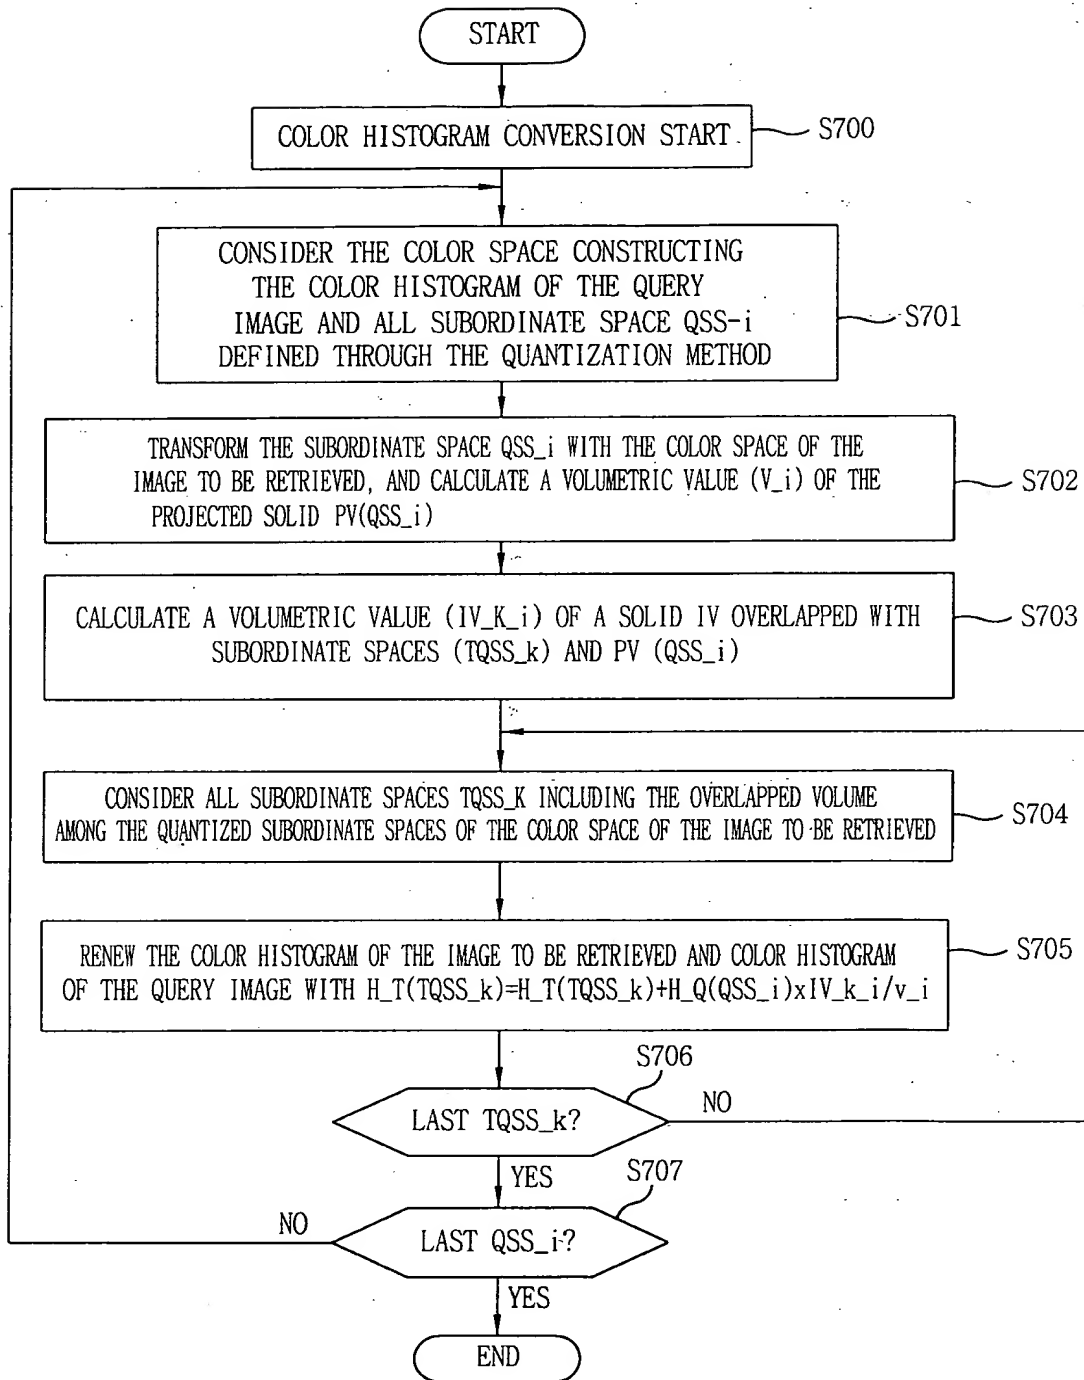 START
COLOR HISTOGRAM CONVERSION START
S700
CONSIDER THE COLOR SPACE CONSTRUCTING
THE COLOR HISTOGRAM OF THE QUERY
IMAGE AND ALL SUBORDINATE SPACE QSS-i
DEFINED THROUGH THE QUANTIZATION METHOD
S701
TRANSFORM THE SUBORDINATE SPACE QSS_i WITH THE COLOR SPACE OF THE
IMAGE TO BE RETRIEVED, AND CALCULATE A VOLUMETRIC VALUE (V_i) OF THE
PROJECTED SOLID PV(QSS_i)
S702
CALCULATE A VOLUMETRIC VALUE (IV_K_i) OF A SOLID IV OVERLAPPED WITH
SUBORDINATE SPACES (TQSS_k) AND PV (QSS_i)
S703
CONSIDER ALL SUBORDINATE SPACES TQSS_K INCLUDING THE OVERLAPPED VOLUME
AMONG THE QUANTIZED SUBORDINATE SPACES OF THE COLOR SPACE OF THE IMAGE TO BE RETRIEVED
S704
RENEW THE COLOR HISTOGRAM OF THE IMAGE TO BE RETRIEVED AND COLOR HISTOGRAM
OF THE QUERY IMAGE WITH H_T(TQSS_k)=H_T(TQSS_k)+H_Q(QSS_i)xIV_k_i/v_i
S705
S706
LAST TQSS_k?
NO
YES
S707
NO
LAST QSS_i?
YES
END